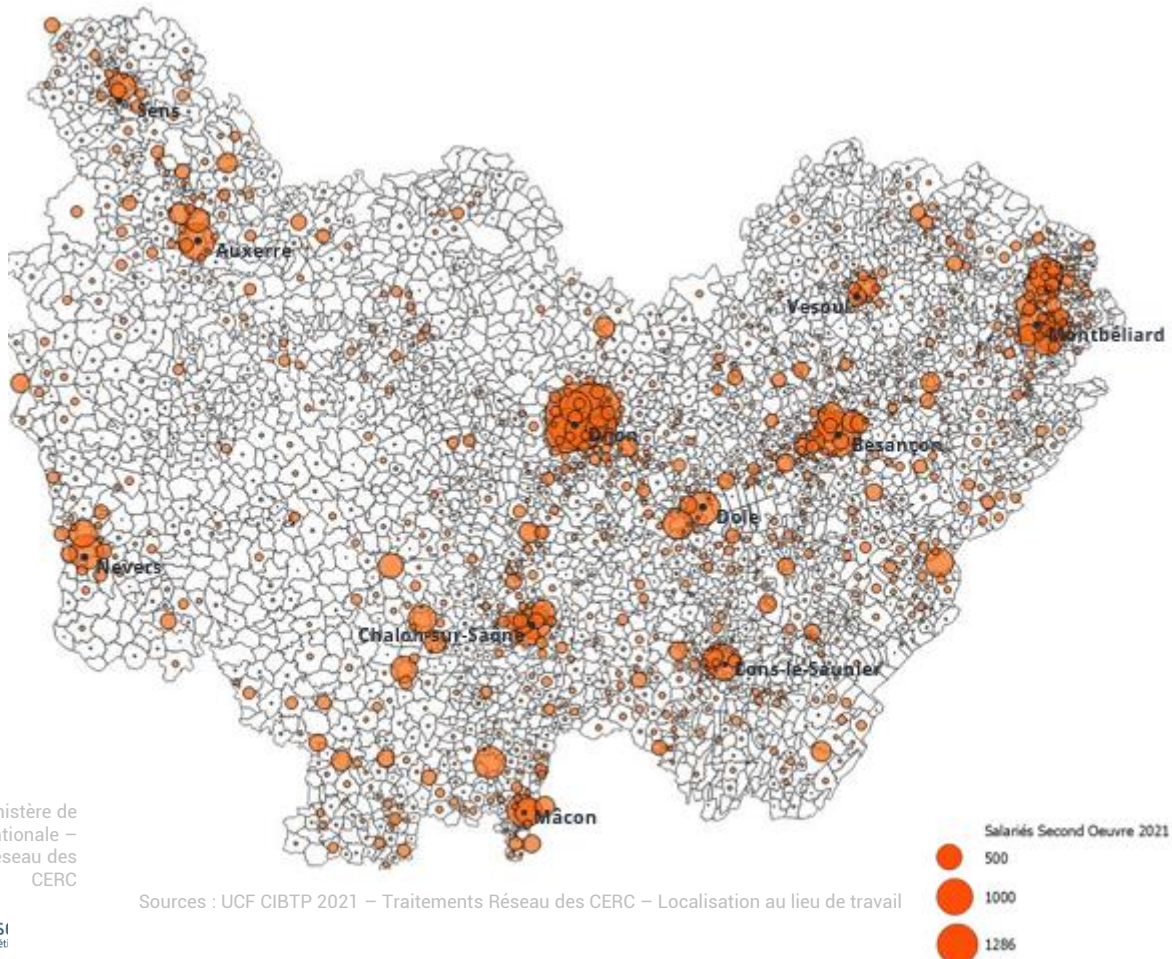 Sens
Auxerre
Vesoul
Montbéliard
Dijon
Besançon
Dole
Nevers
Chalon-sur-Saône
Lons-le-Saunier
Mâcon
nistère de
ationale –
éseau des
CERC
Salariés Second Oeuvre 2021
500
1000
1286
Sources : UCF CIBTP 2021 – Traitements Réseau des CERC – Localisation au lieu de travail